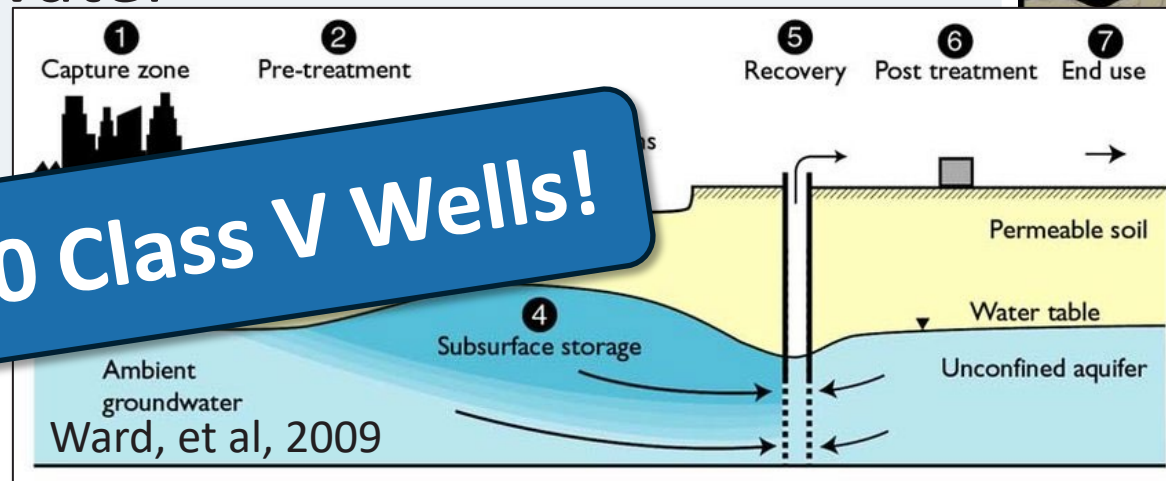 1 2 5 6 7
Capture zone Pre-treatment Recovery Post treatment End use
0 Class V Wells!
Permeable soil
4
Water table
Subsurface storage
Unconfined aquifer
Ambient
groundwater
Ward, et al, 2009